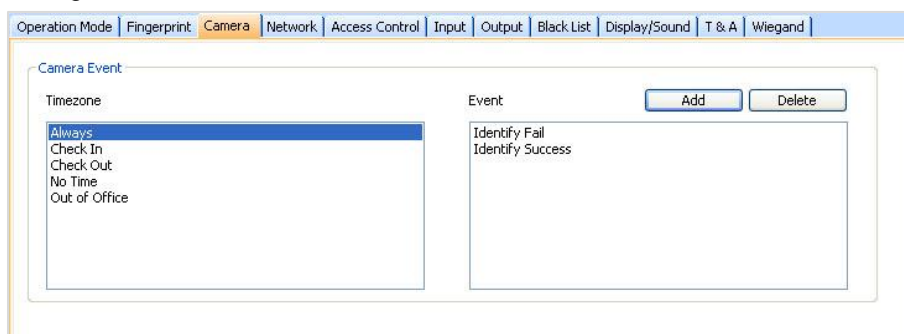 Operation Mode Fingerprint Camera Network Access Control Input Output Black List Display/Sound T & A Wiegand
Camera Event
Timezone Event Add Delete
Always
Check In
Check Out
No Time
Out of Office
Identify Fail
Identify Success